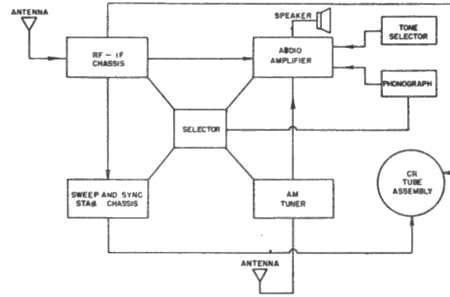 ANTENNA
SPEAKER
RF - IF
CHASSIS
AUDIO
AMPLIFIER
TONE
SELECTOR
PHONOGRAPH
SELECTOR
CR
TUBE
ASSEMBLY
SWEEP AND SYNC
STAB. CHASSIS
AM
TUNER
ANTENNA